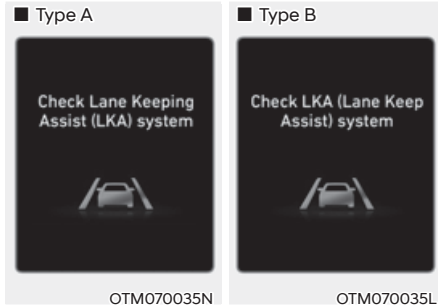 ■ Type A
Check Lane Keeping
Assist (LKA) system
OTM070035N
■ Type B
Check LKA (Lane Keep
Assist) system
OTM070035L